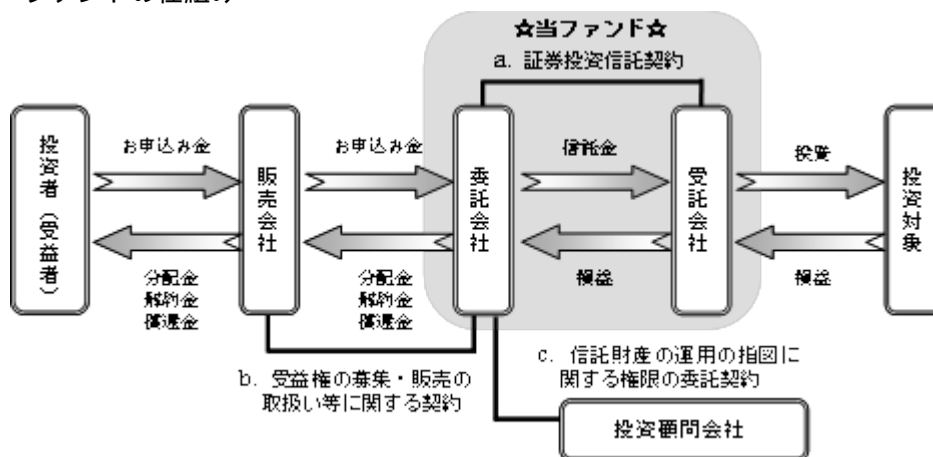 ファンドの仕組み
☆当ファンド☆
a. 証券投資信託契約
投資者（受益者）
お申込み金
販売会社
お申込み金
委託会社
信託金
受託会社
投資
投資対象
分配金
解約金
償還金
分配金
解約金
償還金
損益
損益
b. 受益権の募集・販売の
取扱い等に関する契約
c. 信託財産の運用の指図に
関する権限の委託契約
投資顧問会社